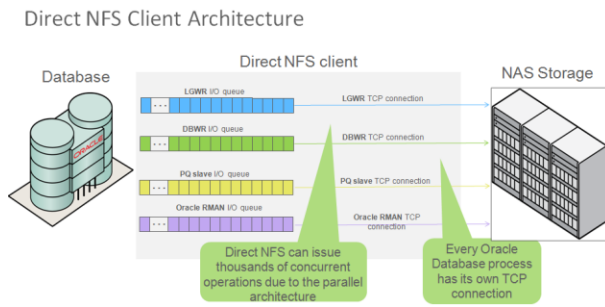 Direct NFS Client Architecture
Database
Direct NFS client
NAS Storage
LGWR I/O queue
LGWR TCP connection
DBWR I/O queue
DBWR TCP connection
PQ slave I/O queue
PQ slave TCP connection
Oracle RMAN I/O queue
Oracle RMAN TCP
connection
ORACLE
Direct NFS can issue
thousands of concurrent
operations due to the parallel
architecture
Every Oracle
Database process
has its own TCP
connection